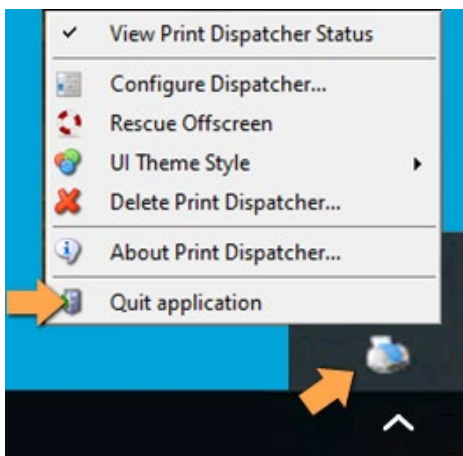 View Print Dispatcher Status
Configure Dispatcher...
Rescue Offscreen
UI Theme Style
Delete Print Dispatcher...
About Print Dispatcher...
Quit application